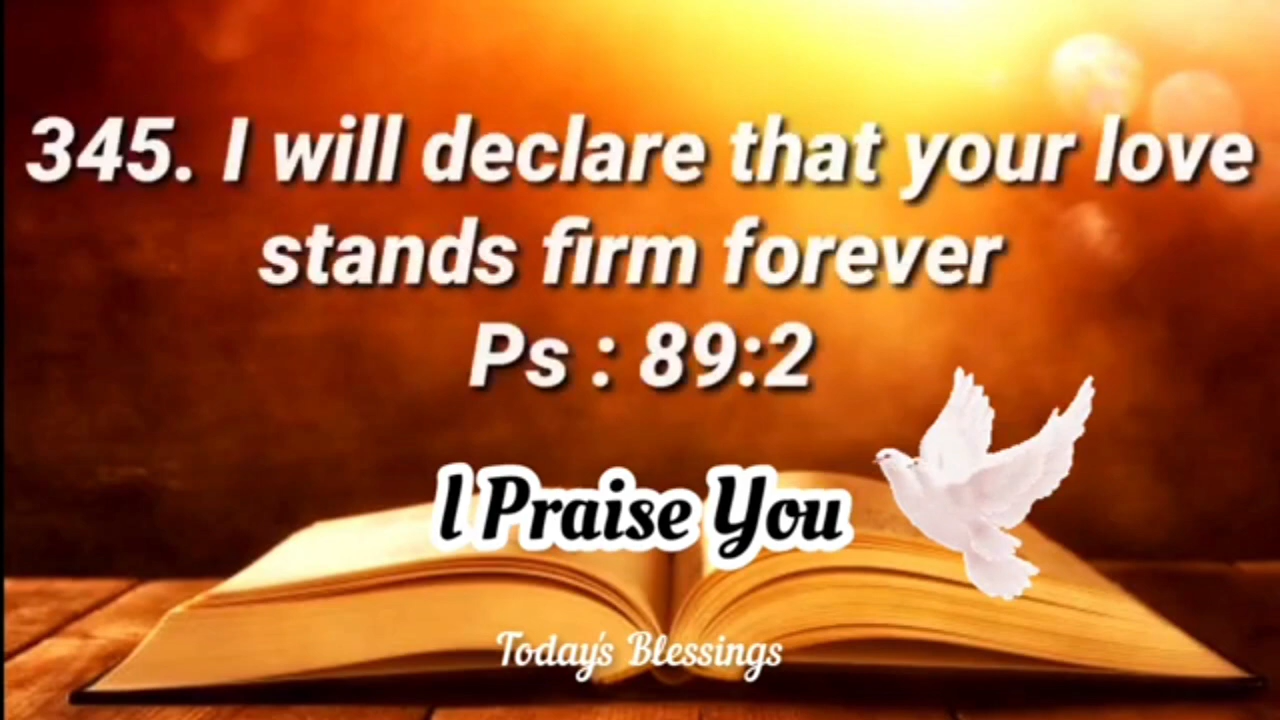 345. I will declare that your love
stands firm forever
Ps : 89:2
I Praise You
Today's Blessings